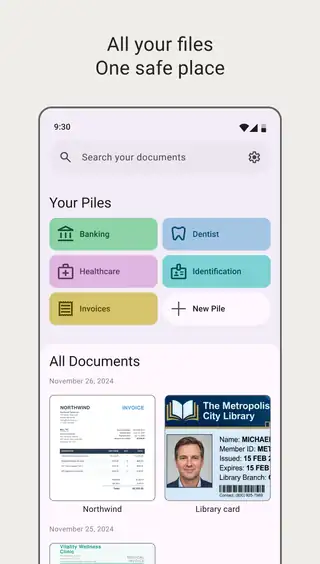 All your files
One safe place
9:30
Search your documents
Your Piles
Banking
Dentist
Healthcare
Identification
Invoices
New Pile
All Documents
November 26, 2024
NORTHWIND
INVOICE
The Metropolis
City Library
Name: MICHAEL
Member ID: MET
Issued: 15 FEB 2
Expires: 15 FEB
Library Branch: C
Northwind
Library card
November 25, 2024
Vitality Wellness
Clinic
MEDICAL
INVOICE